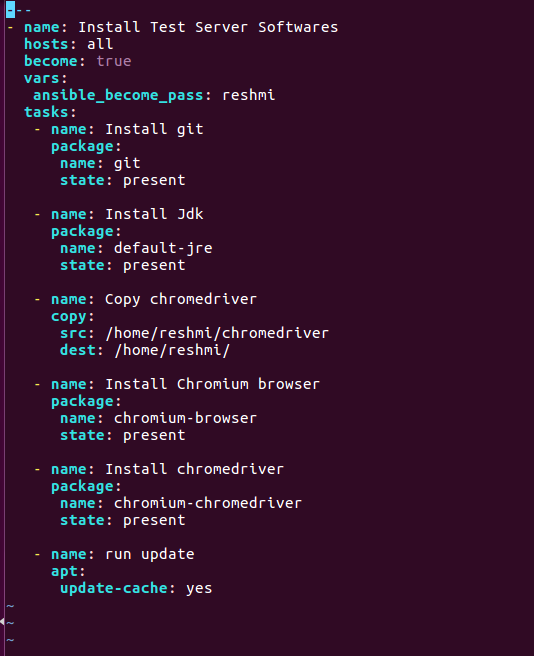 ---
- name: Install Test Server Softwares
  hosts: all
  become: true
  vars:
   ansible_become_pass: reshmi
  tasks:
   - name: Install git
     package:
      name: git
      state: present

   - name: Install Jdk
     package:
      name: default-jre
      state: present

   - name: Copy chromedriver
     copy:
      src: /home/reshmi/chromedriver
      dest: /home/reshmi/

   - name: Install Chromium browser
     package:
      name: chromium-browser
      state: present

   - name: Install chromedriver
     package:
      name: chromium-chromedriver
      state: present

   - name: run update
     apt:
      update-cache: yes
~
~
~